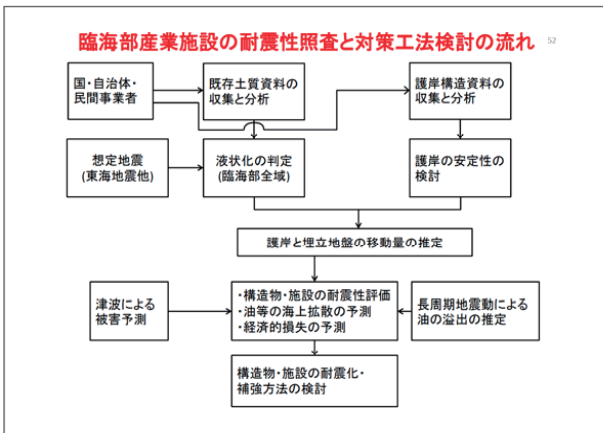 臨海部産業施設の耐震性照査と対策工法検討の流れ
52
国・自治体・
民間事業者
既存土質資料の
収集と分析
護岸構造資料の
収集と分析
想定地震
(東海地震他)
液状化の判定
(臨海部全域)
護岸の安定性の
検討
護岸と埋立地盤の移動量の推定
津波による
被害予測
・構造物・施設の耐震性評価
・油等の海上拡散の予測
・経済的損失の予測
長周期地震動による
油の溢出の推定
構造物・施設の耐震化・
補強方法の検討